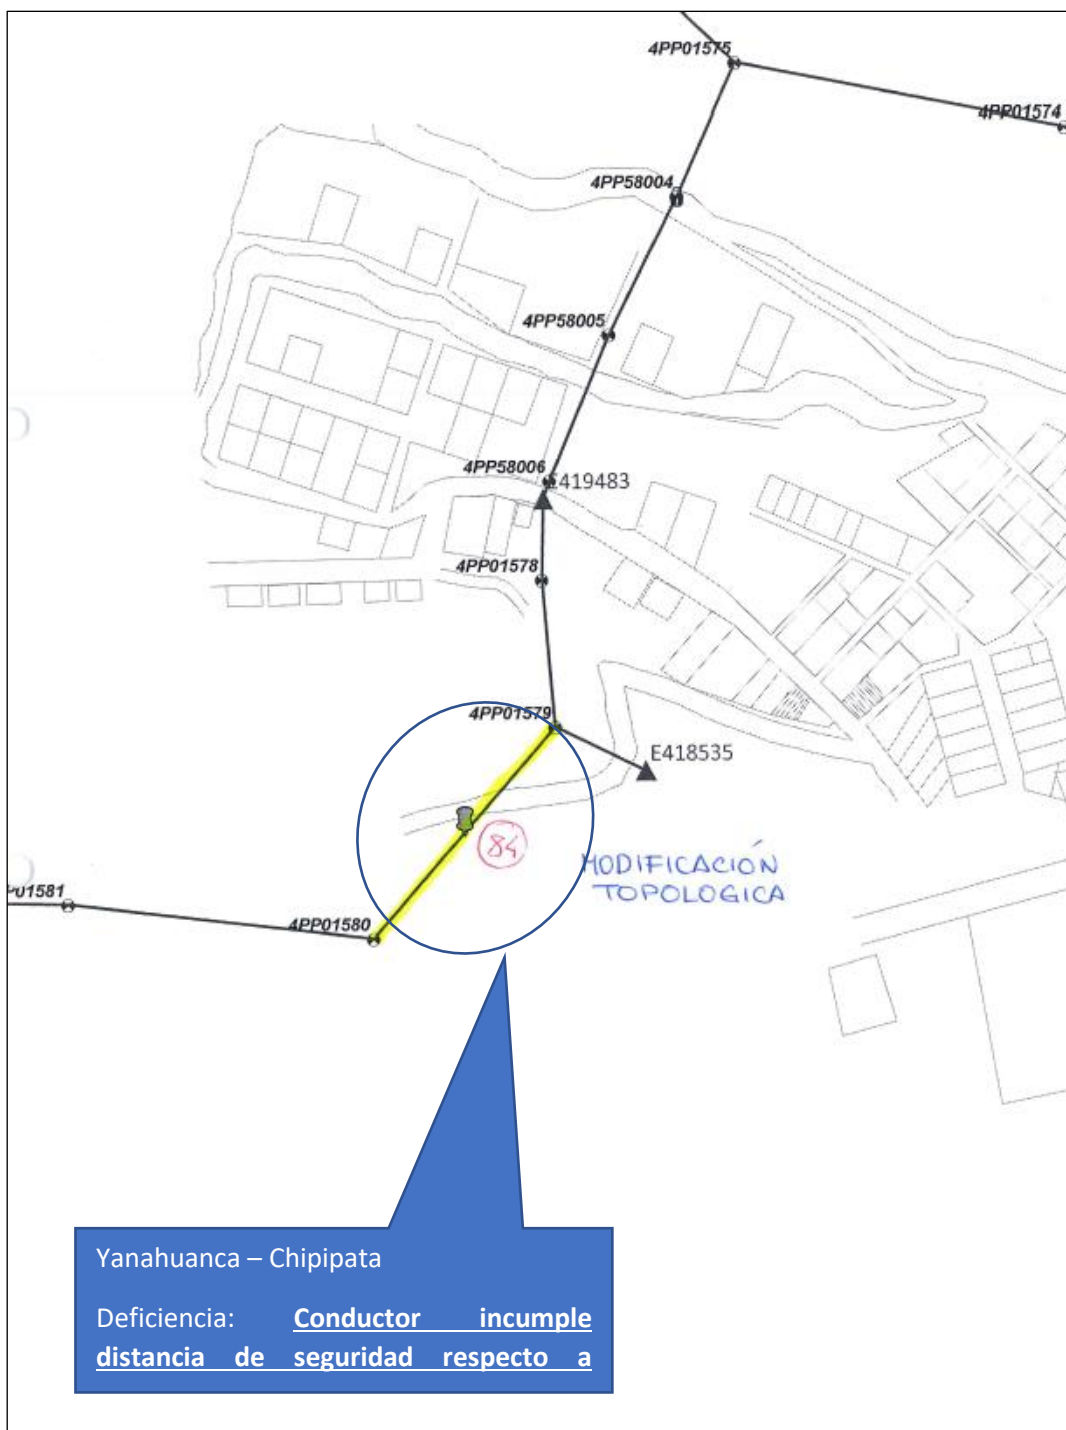 4PP01575
4PP01574
4PP58004
4PP58005
4PP58006
E419483
4PP01578
4PP01579
E418535
84
MODIFICACIÓN
TOPOLOGICA
PU1581
4PP01580
Yanahuanca – Chipipata
Deficiencia: Conductor incumple
distancia de seguridad respecto a